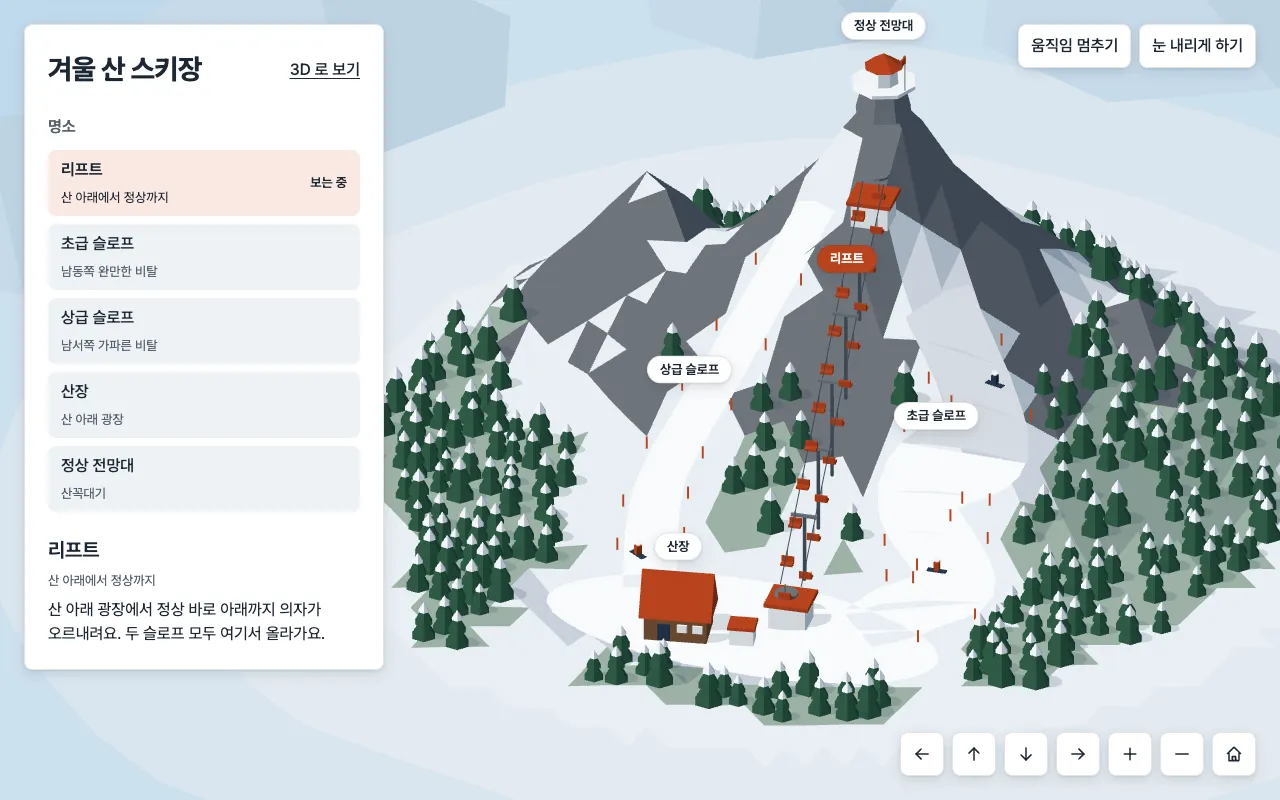 겨울 산 스키장
3D 로 보기
명소
리프트
산 아래에서 정상까지
보는 중
초급 슬로프
남동쪽 완만한 비탈
상급 슬로프
남서쪽 가파른 비탈
산장
산 아래 광장
정상 전망대
산꼭대기
리프트
산 아래에서 정상까지
산 아래 광장에서 정상 바로 아래까지 의자가
오르내려요. 두 슬로프 모두 여기서 올라가요.
정상 전망대
움직임 멈추기
눈 내리게 하기
리프트
상급 슬로프
초급 슬로프
산장